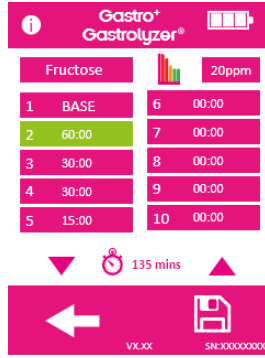 Gastro⁺
Gastrolyzer®
Fructose
20ppm
1 BASE
2 60:00
3 30:00
4 30:00
5 15:00
6 00:00
7 00:00
8 00:00
9 00:00
10 00:00
135 mins
VX.XX
SN:XXXXXXXX